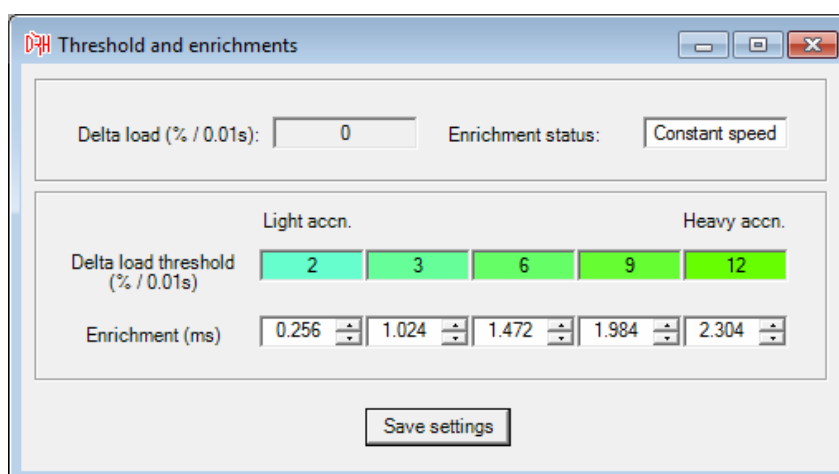 DRH Threshold and enrichments
Delta load (% / 0.01s): 0 Enrichment status: Constant speed
Light accn. Heavy accn.
Delta load threshold
(% / 0.01s)
2 3 6 9 12
Enrichment (ms) 0.256 1.024 1.472 1.984 2.304
Save settings